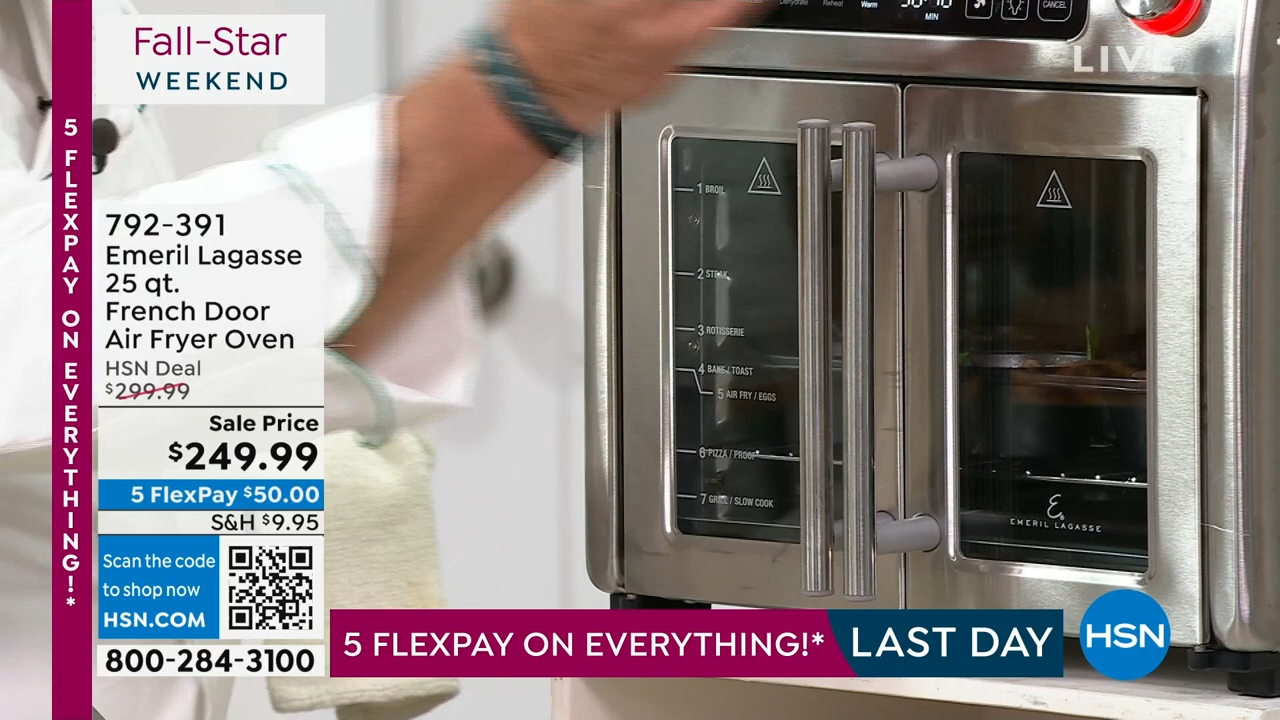 Fall-Star
WEEKEND
5 FLEXPAY ON EVERYTHING!*
792-391
Emeril Lagasse
25 qt.
French Door
Air Fryer Oven
HSN Deal
$299.99
Sale Price
$249.99
5 FlexPay $50.00
S&H $9.95
Scan the code
to shop now
HSN.COM
800-284-3100
Dehydrate Reheat Warm
MIN
CANCEL
LIVE
1 BROIL
2 STEAK
3 ROTISSERIE
4 BAKE / TOAST
5 AIR FRY / EGGS
6 PIZZA / PROOF
7 GRILL / SLOW COOK
EMERIL LAGASSE
5 FLEXPAY ON EVERYTHING!* LAST DAY
HSN